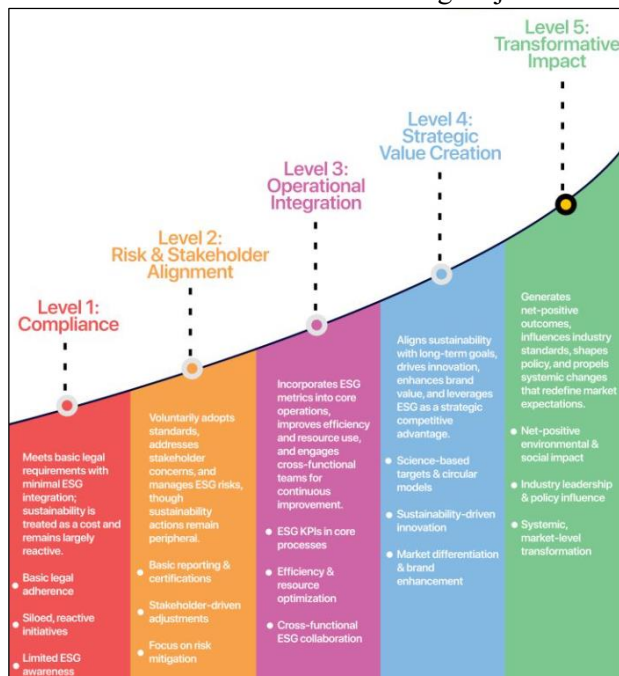 Level 1:
Compliance
Meets basic legal
requirements with
minimal ESG
integration;
sustainability is
treated as a cost and
remains largely
reactive.
Basic legal
adherence
Siloed, reactive
initiatives
Limited ESG
awareness
Level 2:
Risk & Stakeholder
Alignment
Voluntarily adopts
standards,
addresses
stakeholder
concerns, and
manages ESG risks,
though
sustainability
actions remain
peripheral.
Basic reporting &
certifications
Stakeholder-driven
adjustments
Focus on risk
mitigation
Level 3:
Operational
Integration
Incorporates ESG
metrics into core
operations,
improves efficiency
and resource use,
and engages
cross-functional
teams for
continuous
improvement.
ESG KPIs in core
processes
Efficiency &
resource
optimization
Cross-functional
ESG collaboration
Level 4:
Strategic
Value Creation
Aligns sustainability
with long-term goals,
drives innovation,
enhances brand
value, and leverages
ESG as a strategic
competitive
advantage.
Science-based
targets & circular
models
Sustainability-driven
innovation
Market differentiation
& brand
enhancement
Level 5:
Transformative
Impact
Generates
net-positive
outcomes,
influences industry
standards, shapes
policy, and propels
systemic changes
that redefine market
expectations.
Net-positive
environmental &
social impact
Industry leadership
& policy influence
Systemic,
market-level
transformation